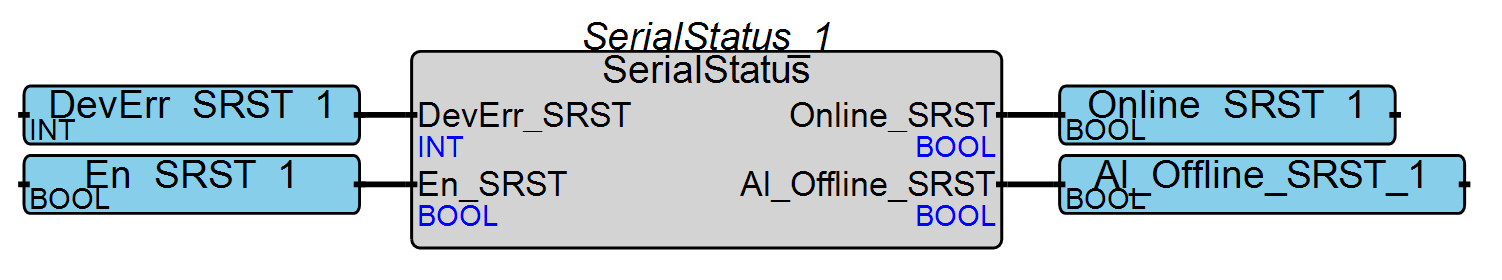 SerialStatus_1
SerialStatus
DevErr_SRST_1
INT
En_SRST_1
BOOL
DevErr_SRST
INT
En_SRST
BOOL
Online_SRST
BOOL
Al_Offline_SRST
BOOL
Online_SRST_1
BOOL
Al_Offline_SRST_1
BOOL